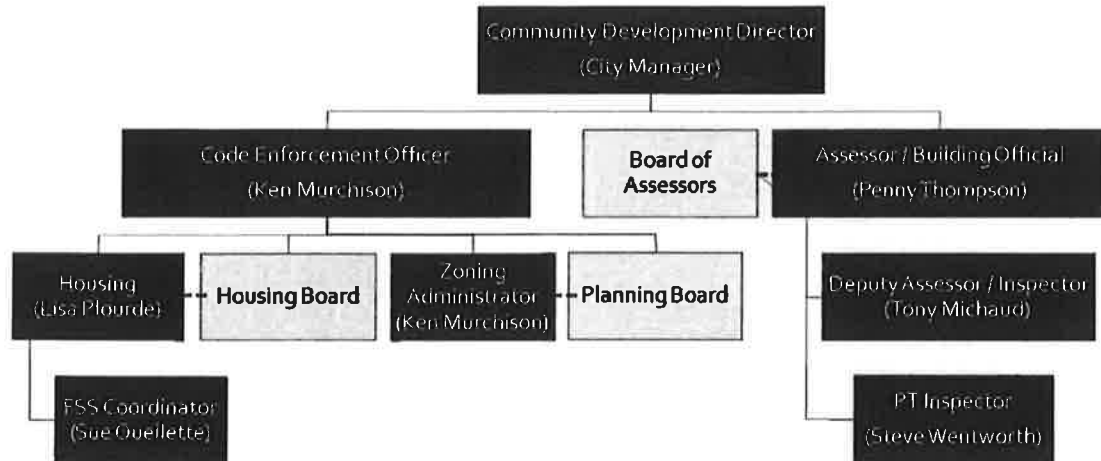 Community Development Director
(City Manager)
Code Enforcement Officer
(Ken Murchison)
Board of
Assessors
Assessor / Building Official
(Penny Thompson)
Housing
(Lisa Plourde)
Housing Board
Zoning
Administrator
(Ken Murchison)
Planning Board
Deputy Assessor / Inspector
(Tony Michaud)
FSS Coordinator
(Sue Ouellette)
PT Inspector
(Steve Wentworth)